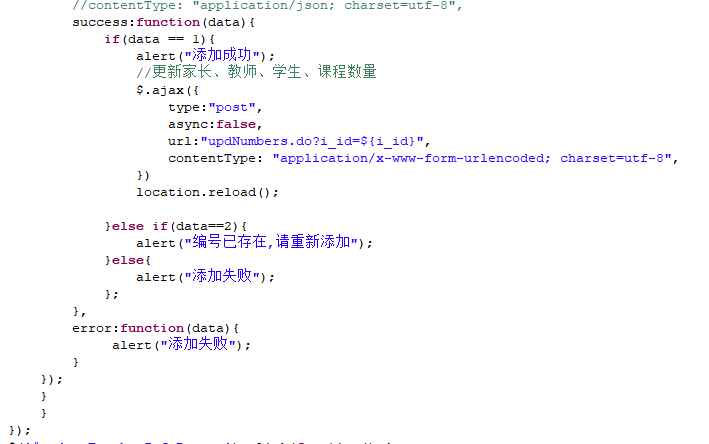 //contentType: "application/json; charset=utf-8",
success:function(data){
if(data == 1){
alert("添加成功");
//更新家长、教师、学生、课程数量
$.ajax({
type:"post",
async:false,
url:"updNumbers.do?i_id=${i_id}",
contentType: "application/x-www-form-urlencoded; charset=utf-8",
})
location.reload();
}else if(data==2){
alert("编号已存在,请重新添加");
}else{
alert("添加失败");
};
},
error:function(data){
alert("添加失败");
}
});
}
}
});